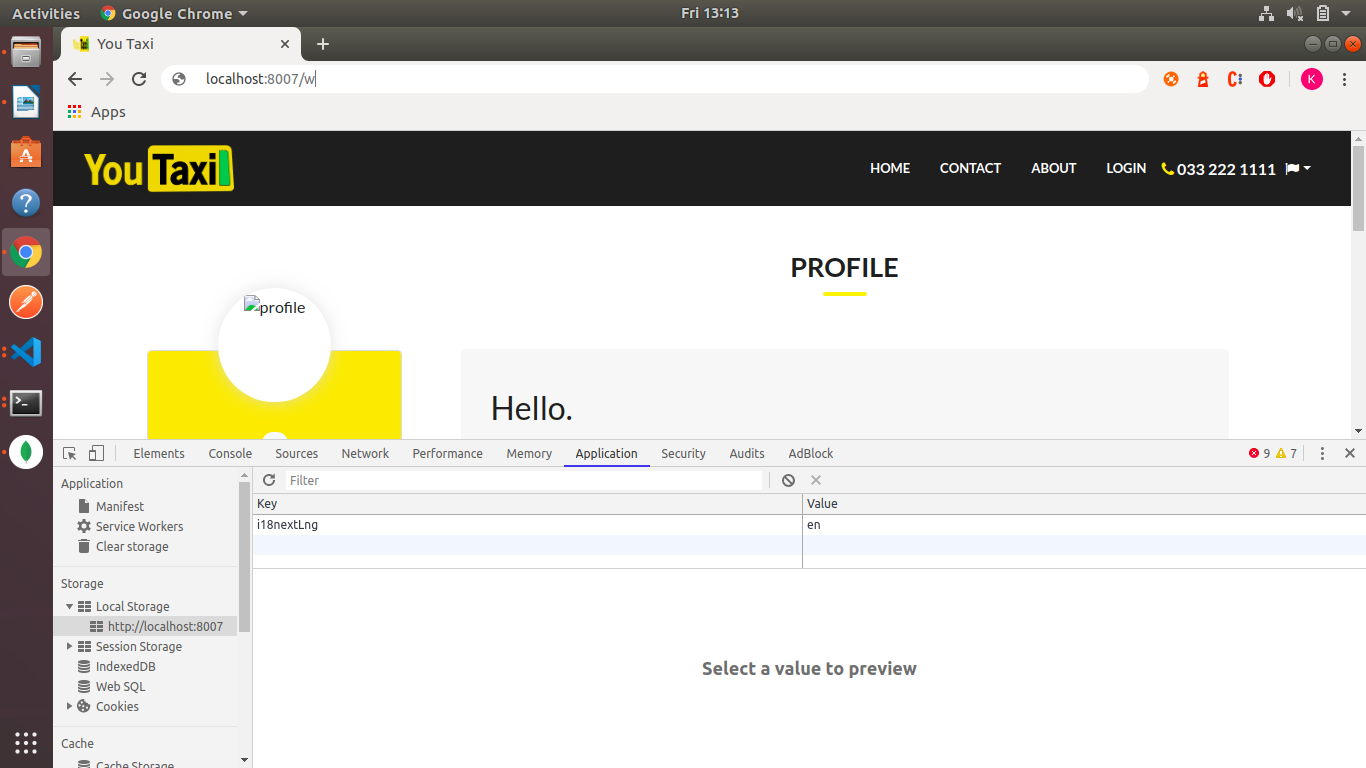 Activities Google Chrome Fri 13:13
You Taxi
localhost:8007/w K
Apps
You Taxi HOME CONTACT ABOUT LOGIN 033 222 1111
PROFILE
profile
Hello.
Elements Console Sources Network Performance Memory Application Security Audits AdBlock 9 7
Application
Manifest
Service Workers
Clear storage
Storage
Local Storage
http://localhost:8007
Session Storage
IndexedDB
Web SQL
Cookies
Cache
Cache Storage
Filter
Key Value
i18nextLng en
Select a value to preview